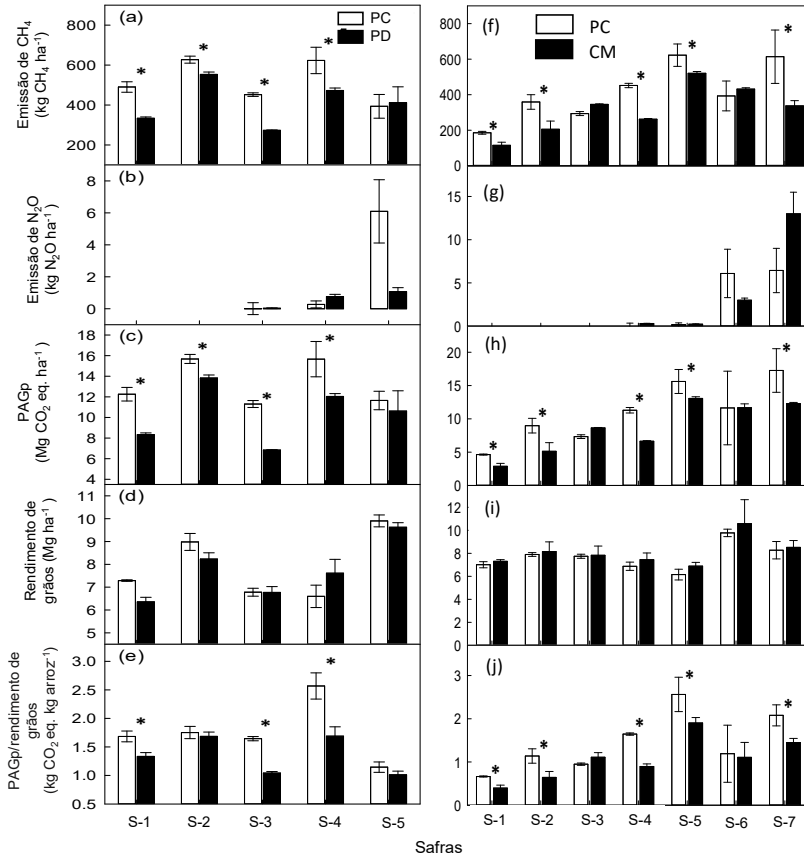 (a)
PC
PD
*
*
*
*
Emissão de CH₄
(kg CH₄ ha⁻¹)
800
600
400
200
(b)
Emissão de N₂O
(kg N₂O ha⁻¹)
8
6
4
2
0
(c)
*
*
*
*
PAGp
(Mg CO₂ eq. ha⁻¹)
18
16
14
12
10
8
6
4
(d)
Rendimento de
grãos (Mg ha⁻¹)
11
10
9
8
7
6
5
(e)
*
*
*
PAGp/rendimento de
grãos
(kg CO₂ eq. kg arroz⁻¹)
3.0
2.5
2.0
1.5
1.0
0.5
S-1 S-2 S-3 S-4 S-5
(f)
PC
CM
*
*
*
*
*
800
600
400
200
0
(g)
15
10
5
0
(h)
*
*
*
*
*
20
15
10
5
0
(i)
12
10
8
6
4
2
0
(j)
*
*
*
*
*
3
2
1
0
S-1 S-2 S-3 S-4 S-5 S-6 S-7
Safras